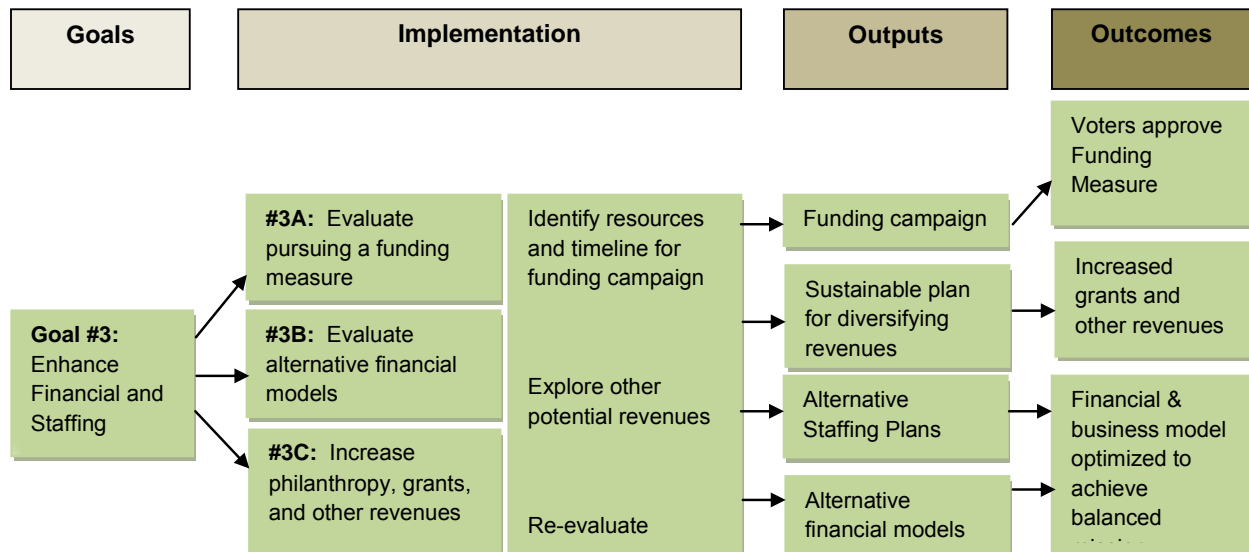 Goals
Implementation
Outputs
Outcomes
Goal #3:
Enhance
Financial and
Staffing
#3A: Evaluate
pursuing a funding
measure
#3B: Evaluate
alternative financial
models
#3C: Increase
philanthropy, grants,
and other revenues
Identify resources
and timeline for
funding campaign
Explore other
potential revenues
Re-evaluate
Funding campaign
Sustainable plan
for diversifying
revenues
Alternative
Staffing Plans
Alternative
financial models
Voters approve
Funding
Measure
Increased
grants and
other revenues
Financial &
business model
optimized to
achieve
balanced